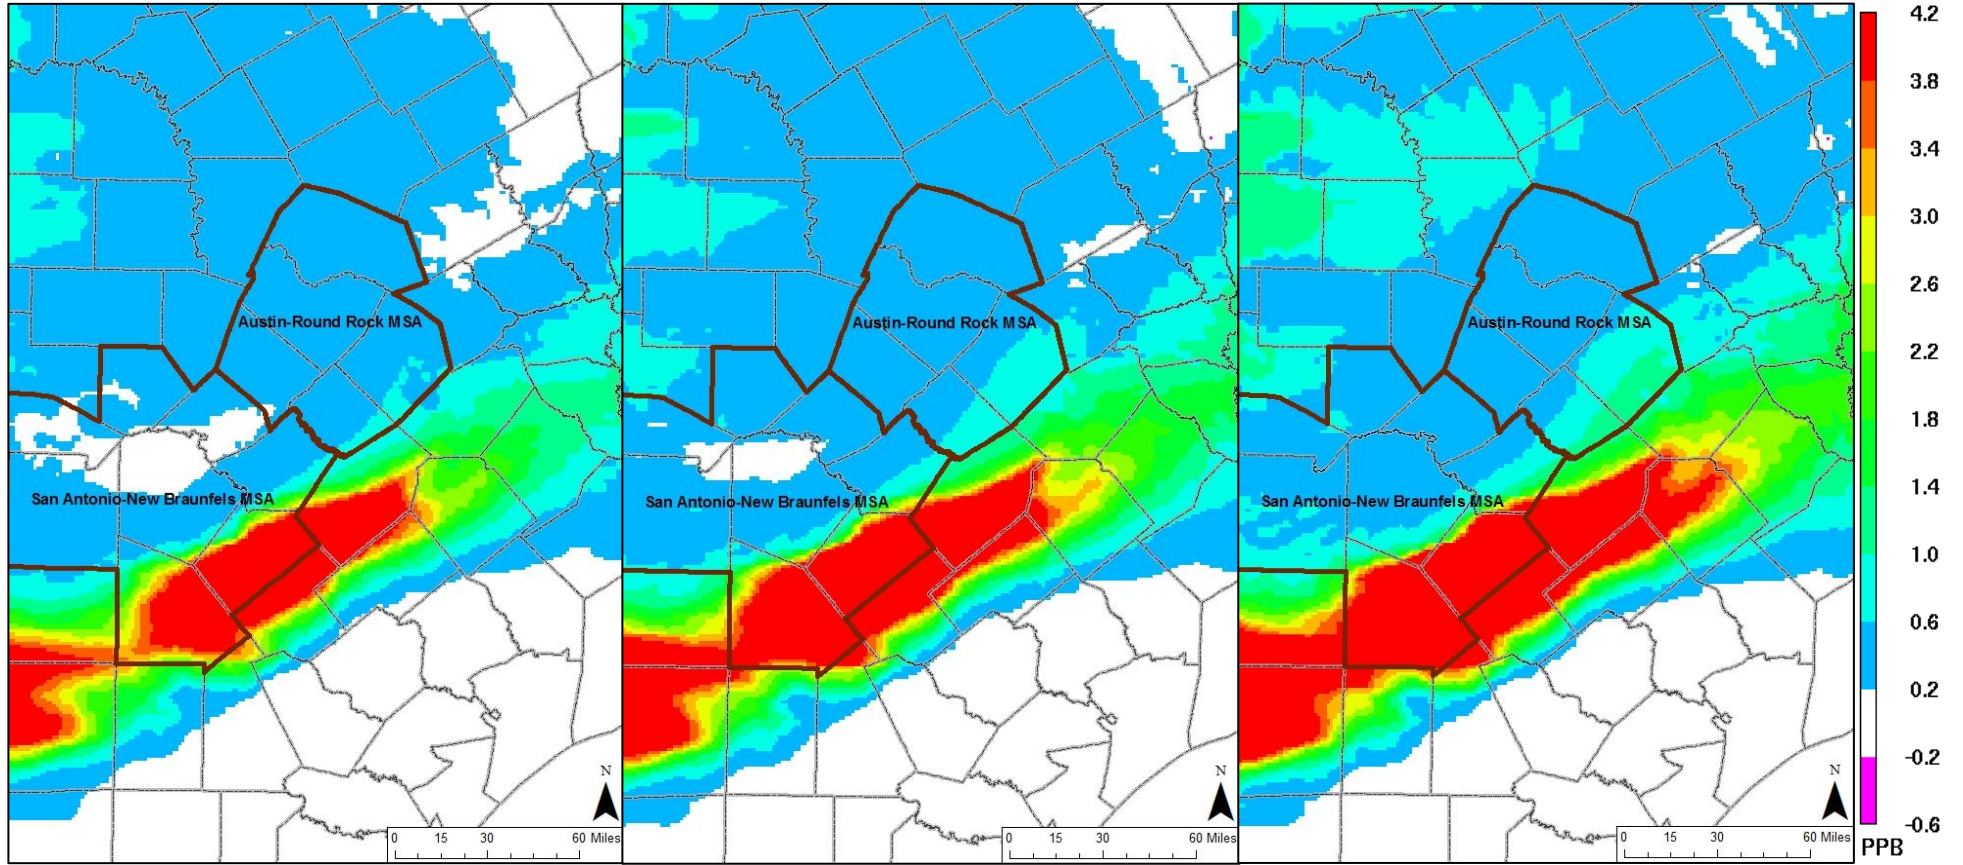 Austin-Round Rock MSA
San Antonio-New Braunfels MSA
N
0 15 30 60 Miles
Austin-Round Rock MSA
San Antonio-New Braunfels MSA
N
0 15 30 60 Miles
Austin-Round Rock MSA
San Antonio-New Braunfels MSA
N
0 15 30 60 Miles
4.2
3.8
3.4
3.0
2.6
2.2
1.8
1.4
1.0
0.6
0.2
-0.2
-0.6
PPB